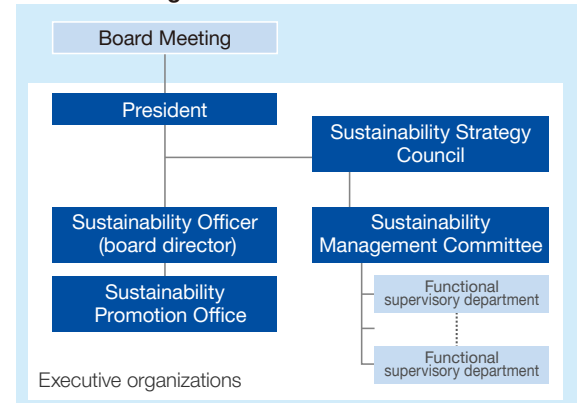 Board Meeting
President
Sustainability Strategy
Council
Sustainability Officer
(board director)
Sustainability
Management Committee
Sustainability
Promotion Office
Functional
supervisory department
Functional
supervisory department
Executive organizations